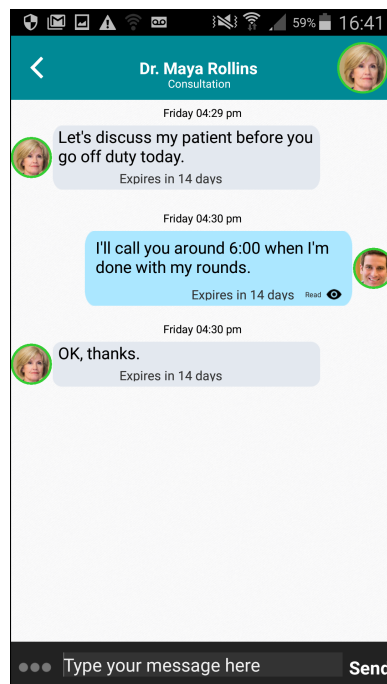 59% 16:41
Dr. Maya Rollins
Consultation
Friday 04:29 pm
Let's discuss my patient before you
go off duty today.
Expires in 14 days
Friday 04:30 pm
I'll call you around 6:00 when I'm
done with my rounds.
Expires in 14 days Read
Friday 04:30 pm
OK, thanks.
Expires in 14 days
Type your message here Send